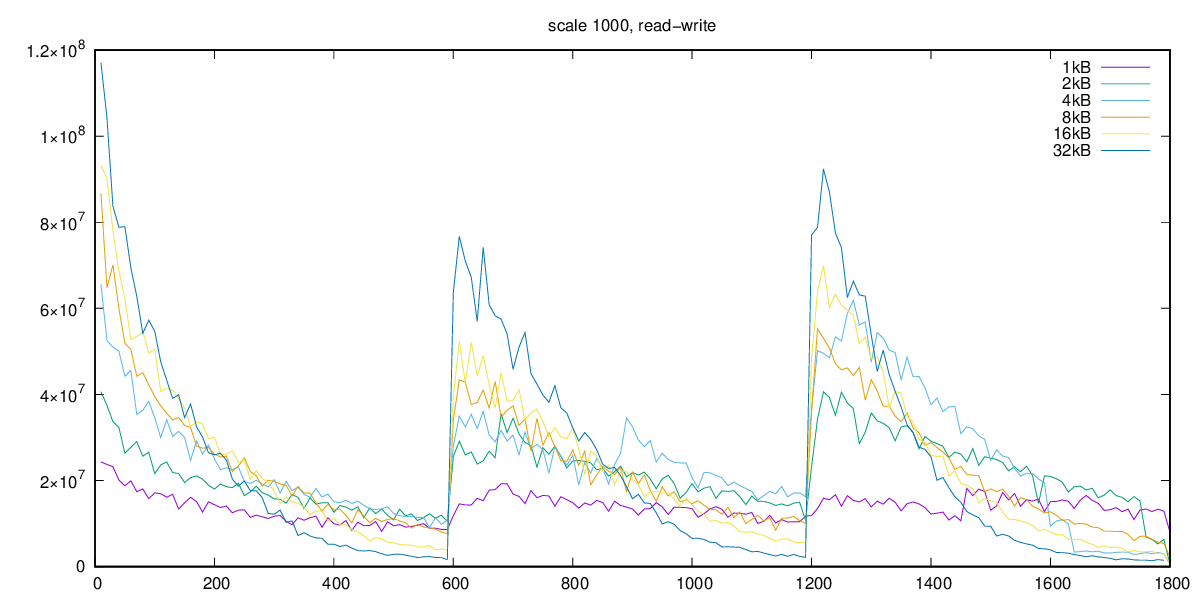 scale 1000, read−write
1.2×10⁸
1×10⁸
8×10⁷
6×10⁷
4×10⁷
2×10⁷
0
1kB
2kB
4kB
8kB
16kB
32kB
0 200 400 600 800 1000 1200 1400 1600 1800